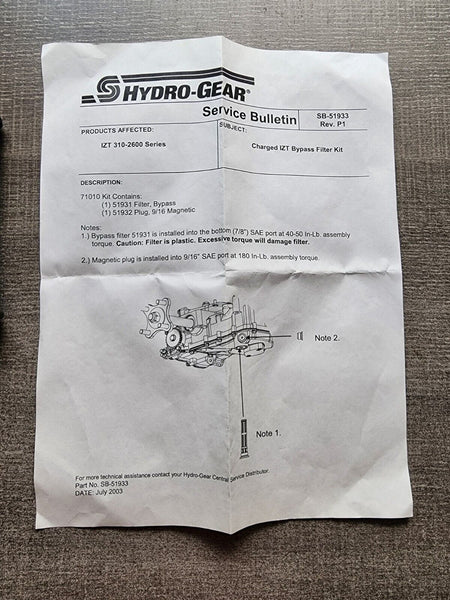 HYDRO-GEAR®
Service Bulletin
SB-51933
Rev. P1
PRODUCTS AFFECTED:
IZT 310-2600 Series
SUBJECT:
Charged IZT Bypass Filter Kit
DESCRIPTION:
71010 Kit Contains:
(1) 51931 Filter, Bypass
(1) 51932 Plug, 9/16 Magnetic
Notes:
1.) Bypass filter 51931 is installed into the bottom (7/8") SAE port at 40-50 In-Lb. assembly
torque. Caution: Filter is plastic. Excessive torque will damage filter.
2.) Magnetic plug is installed into 9/16" SAE port at 180 In-Lb. assembly torque.
Note 2.
Note 1.
For more technical assistance contact your Hydro-Gear Central Service Distributor.
Part No. SB-51933
DATE: July 2003